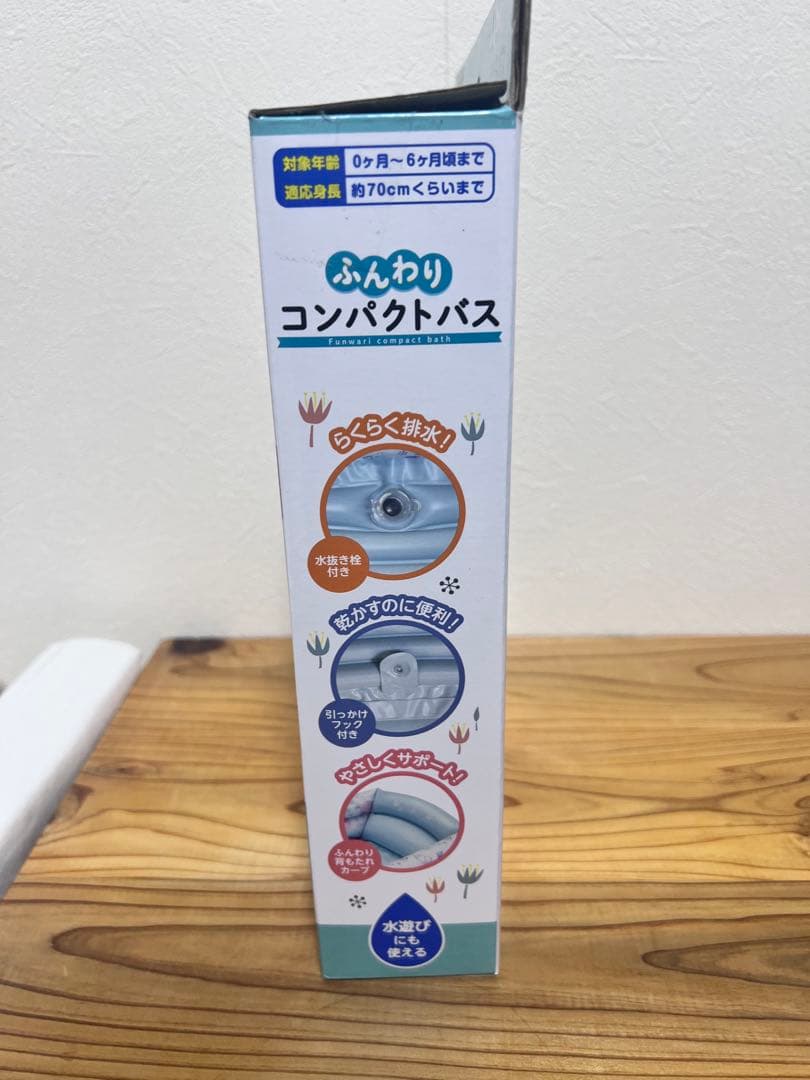 対象年齢 0ヶ月～6ヶ月頃まで
適応身長 約70cmくらいまで
ふんわり
コンパクトバス
Funwari compact bath
らくらく排水！
水抜き栓
付き
乾かすのに便利！
引っかけ
フック
付き
やさしくサポート！
ふんわり
背もたれ
カーブ
水遊び
にも
使える